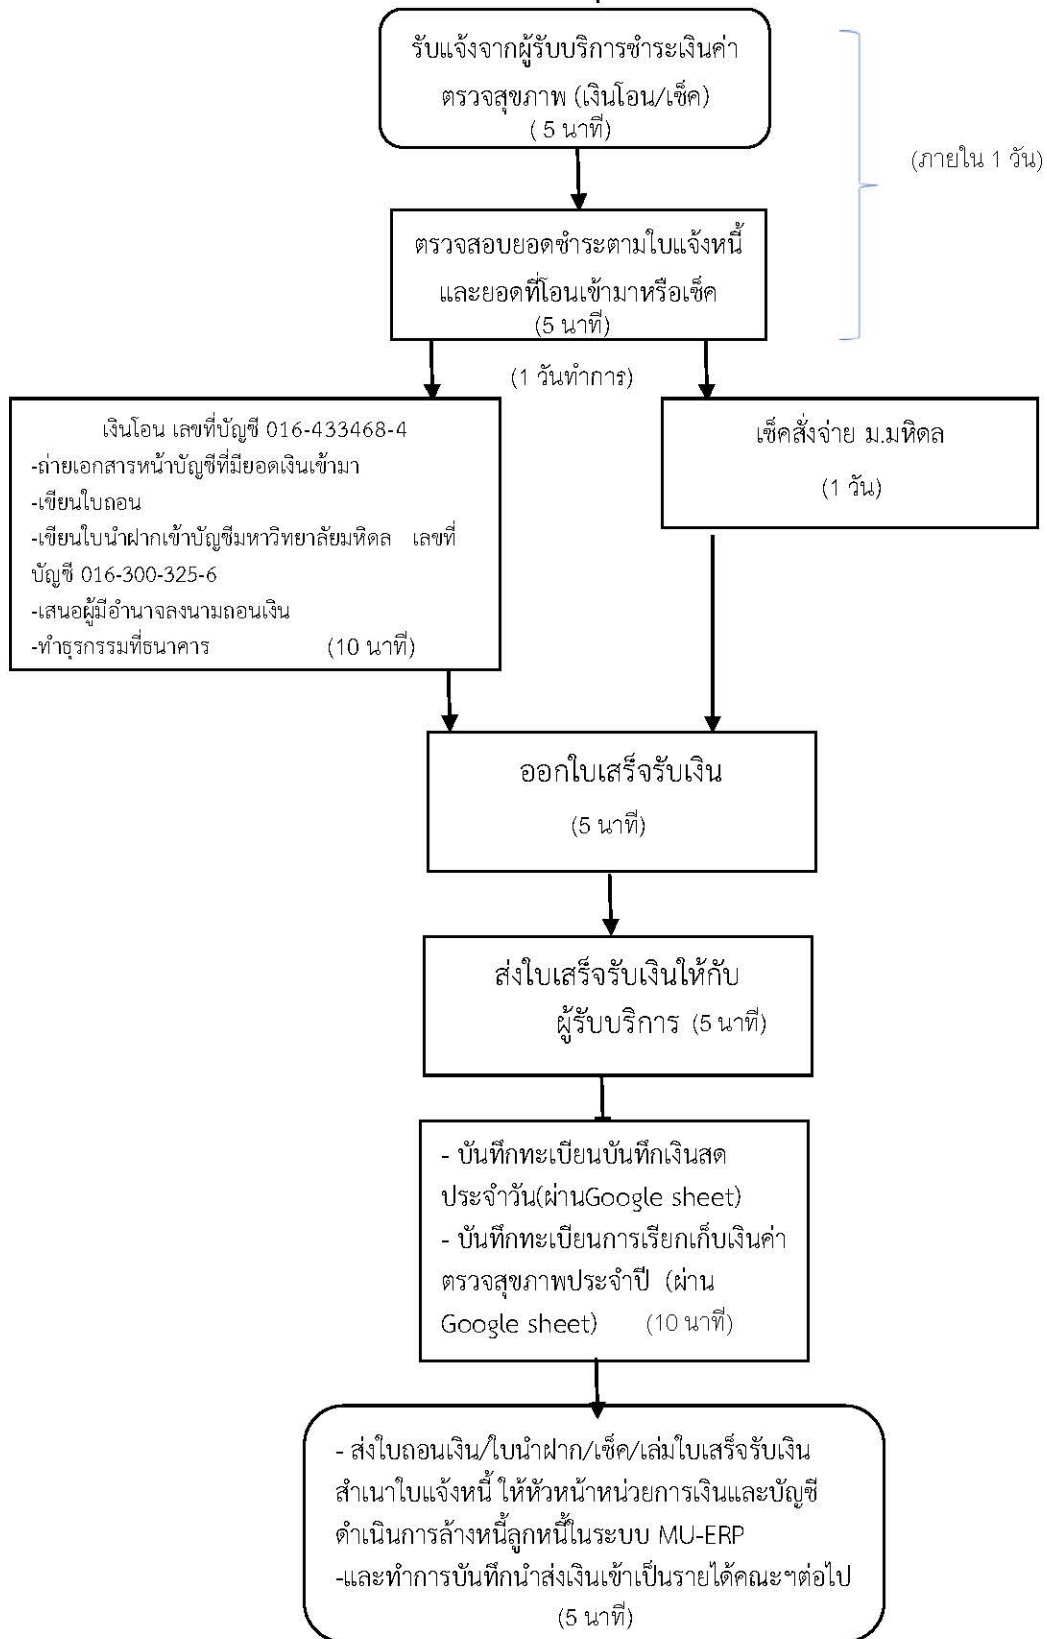 รับแจ้งจากผู้รับบริการชำระเงินค่า
ตรวจสุขภาพ (เงินโอน/เช็ค)
( 5 นาที)
(ภายใน 1 วัน)
ตรวจสอบยอดชำระตามใบแจ้งหนี้
และยอดที่โอนเข้ามาหรือเช็ค
(5 นาที)
(1 วันทำการ)
เงินโอน เลขที่บัญชี 016-433468-4
-ถ่ายเอกสารหน้าบัญชีที่มียอดเงินเข้ามา
-เขียนใบถอน
-เขียนใบนำฝากเข้าบัญชีมหาวิทยาลัยมหิดล เลขที่
บัญชี 016-300-325-6
-เสนอผู้มีอำนาจลงนามถอนเงิน
-ทำธุรกรรมที่ธนาคาร (10 นาที)
เช็คสั่งจ่าย ม.มหิดล
(1 วัน)
ออกใบเสร็จรับเงิน
(5 นาที)
ส่งใบเสร็จรับเงินให้กับ
ผู้รับบริการ (5 นาที)
- บันทึกทะเบียนบันทึกเงินสด
ประจำวัน(ผ่านGoogle sheet)
- บันทึกทะเบียนการเรียกเก็บเงินค่า
ตรวจสุขภาพประจำปี (ผ่าน
Google sheet) (10 นาที)
- ส่งใบถอนเงิน/ใบนำฝาก/เช็ค/เล่มใบเสร็จรับเงิน
สำเนาใบแจ้งหนี้ ให้หัวหน้าหน่วยการเงินและบัญชี
ดำเนินการล้างหนี้ลูกหนี้ในระบบ MU-ERP
-และทำการบันทึกนำส่งเงินเข้าเป็นรายได้คณะฯต่อไป
(5 นาที)